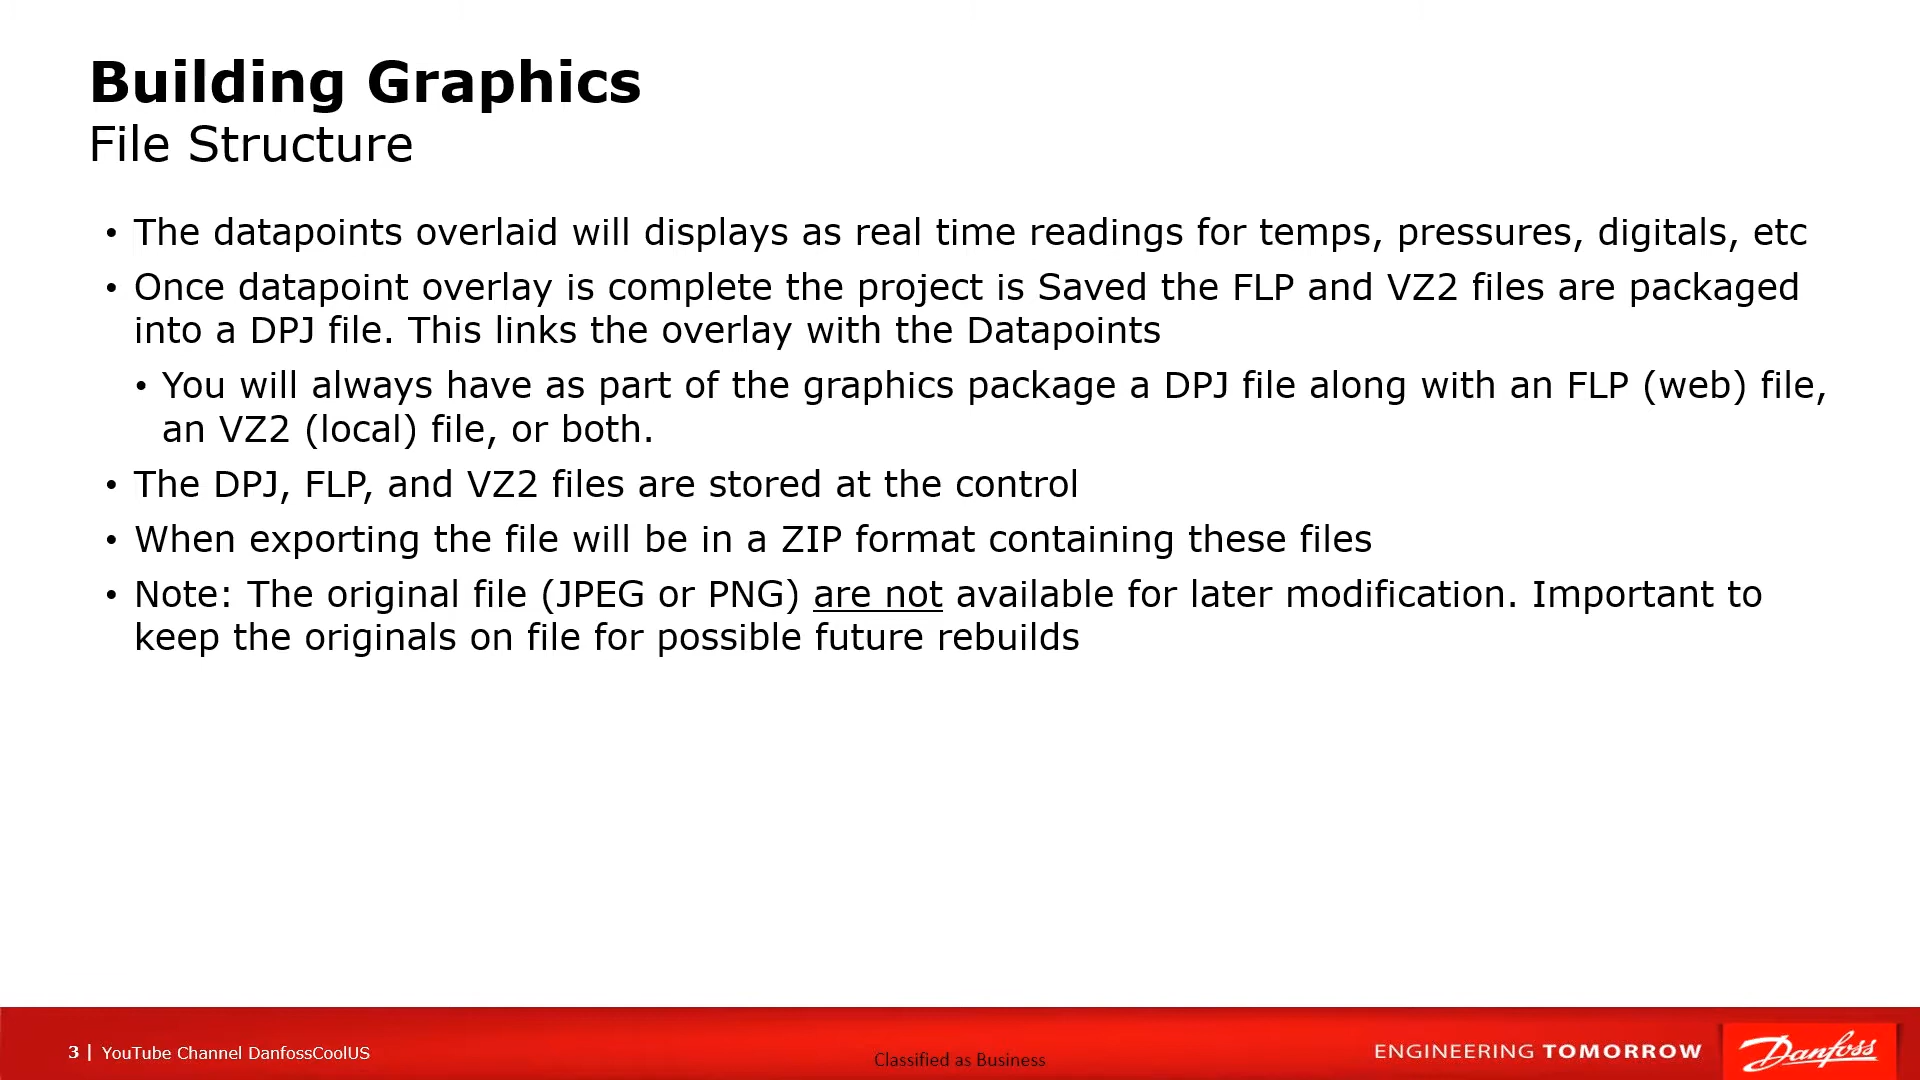 Building Graphics
File Structure
• The datapoints overlaid will displays as real time readings for temps, pressures, digitals, etc
• Once datapoint overlay is complete the project is Saved the FLP and VZ2 files are packaged
into a DPJ file. This links the overlay with the Datapoints
• You will always have as part of the graphics package a DPJ file along with an FLP (web) file,
an VZ2 (local) file, or both.
• The DPJ, FLP, and VZ2 files are stored at the control
• When exporting the file will be in a ZIP format containing these files
• Note: The original file (JPEG or PNG) are not available for later modification. Important to
keep the originals on file for possible future rebuilds
3 | YouTube Channel DanfossCoolUS
Classified as Business
ENGINEERING TOMORROW
Danfoss